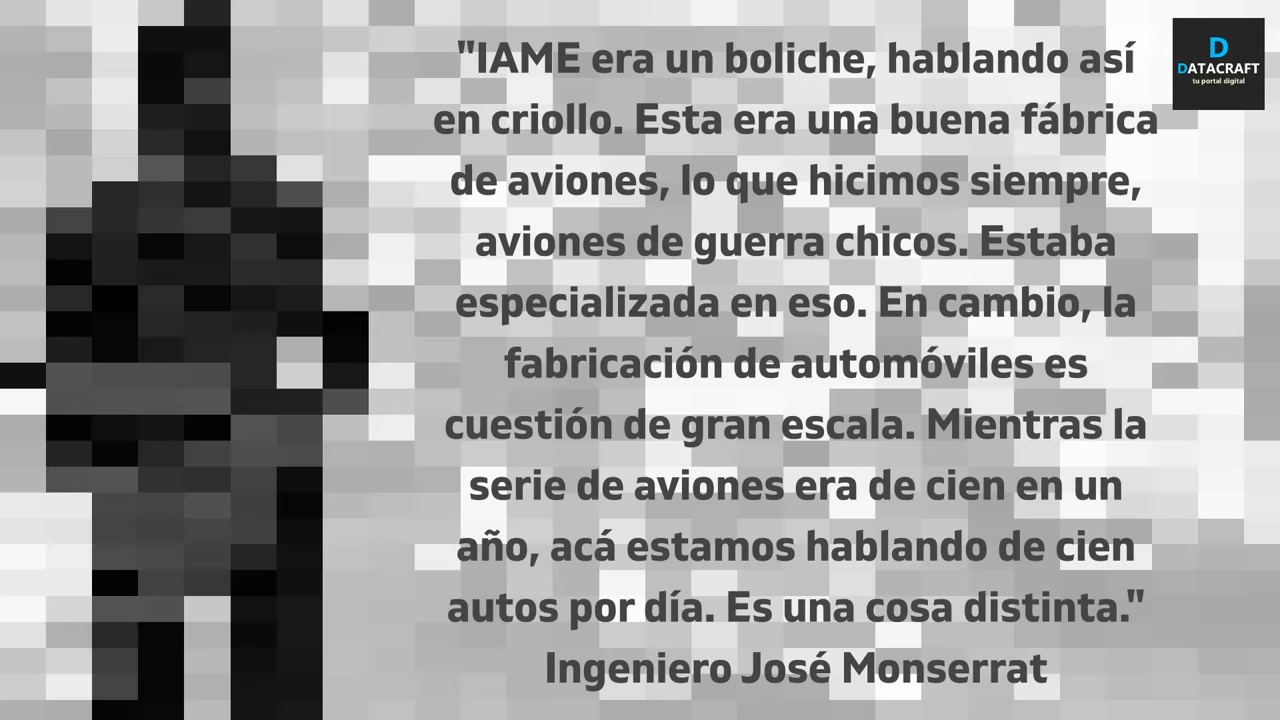 "IAME era un boliche, hablando así
en criollo. Esta era una buena fábrica
de aviones, lo que hicimos siempre,
aviones de guerra chicos. Estaba
especializada en eso. En cambio, la
fabricación de automóviles es
cuestión de gran escala. Mientras la
serie de aviones era de cien en un
año, acá estamos hablando de cien
autos por día. Es una cosa distinta."
Ingeniero José Monserrat
D
DATACRAFT
tu portal digital